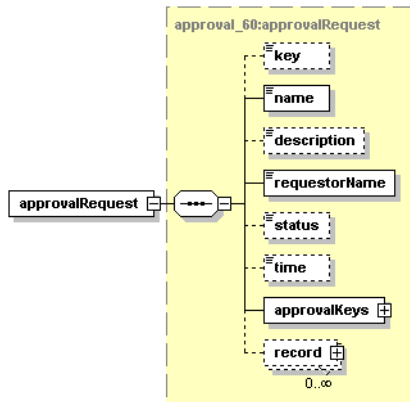 approval_60:approvalRequest
key
name
description
requestorName
approvalRequest
status
time
approvalKeys
record
0..∞